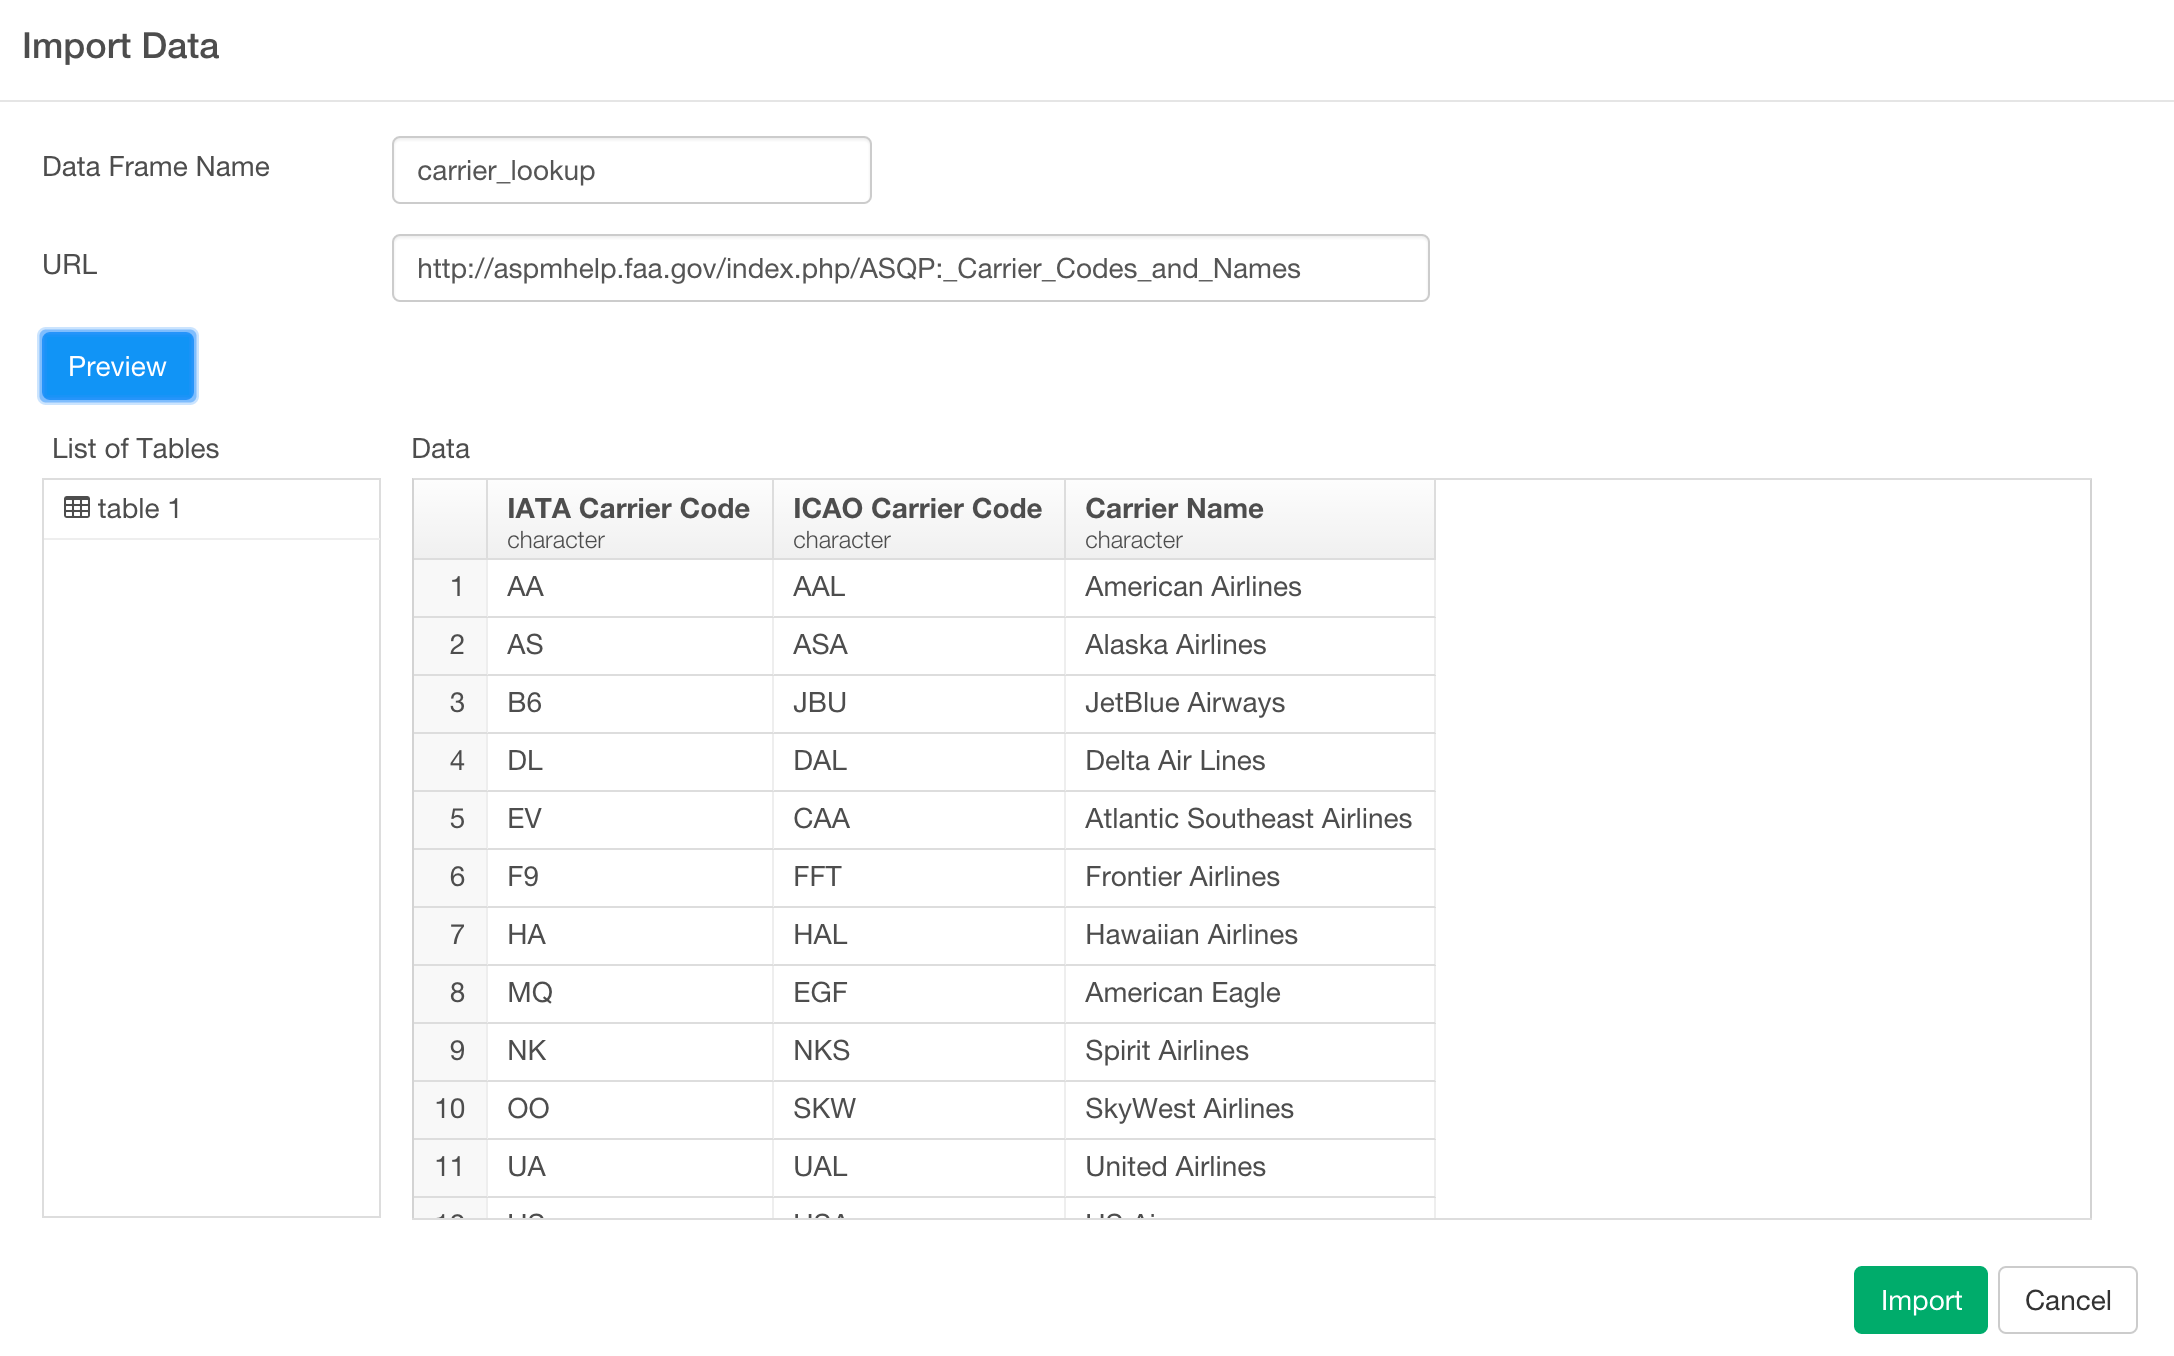 Import Data
Data Frame Name carrier_lookup
URL http://aspmhelp.faa.gov/index.php/ASQP:_Carrier_Codes_and_Names
Preview
List of Tables Data
table 1
IATA Carrier Code ICAO Carrier Code Carrier Name
character character character
1 AA AAL American Airlines
2 AS ASA Alaska Airlines
3 B6 JBU JetBlue Airways
4 DL DAL Delta Air Lines
5 EV CAA Atlantic Southeast Airlines
6 F9 FFT Frontier Airlines
7 HA HAL Hawaiian Airlines
8 MQ EGF American Eagle
9 NK NKS Spirit Airlines
10 OO SKW SkyWest Airlines
11 UA UAL United Airlines
Import Cancel